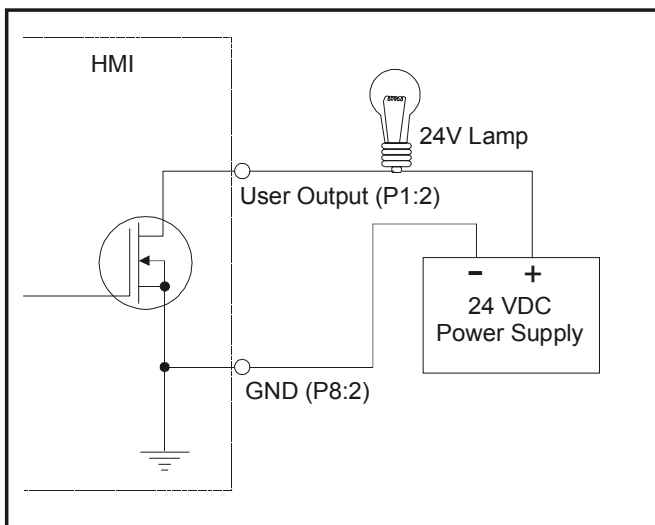 HMI
24V Lamp
User Output (P1:2)
- +
24 VDC
Power Supply
GND (P8:2)